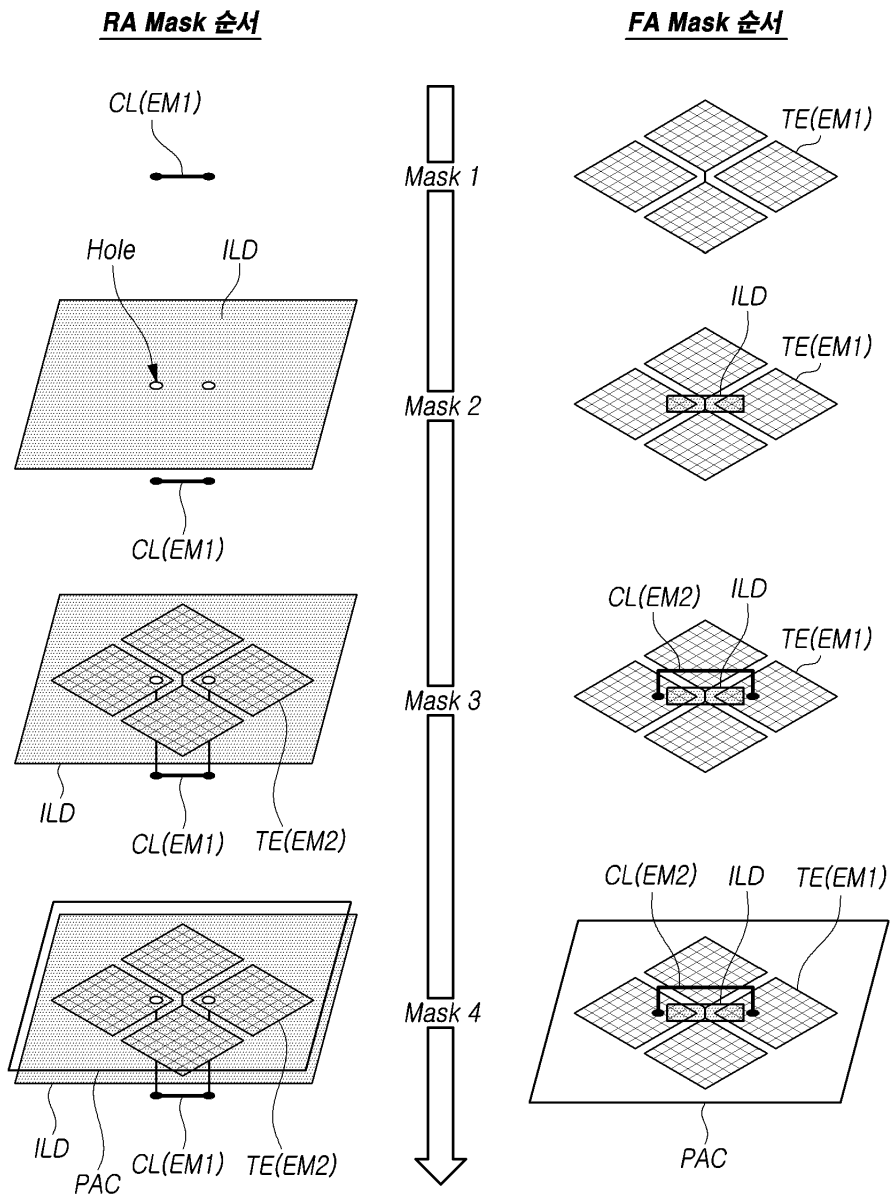 RA Mask 순서
FA Mask 순서
CL(EM1)
Mask 1
TE(EM1)
Hole
ILD
ILD
TE(EM1)
Mask 2
CL(EM1)
CL(EM2)
ILD
TE(EM1)
Mask 3
ILD
CL(EM1)
TE(EM2)
CL(EM2)
ILD
TE(EM1)
Mask 4
ILD
PAC
CL(EM1)
TE(EM2)
PAC